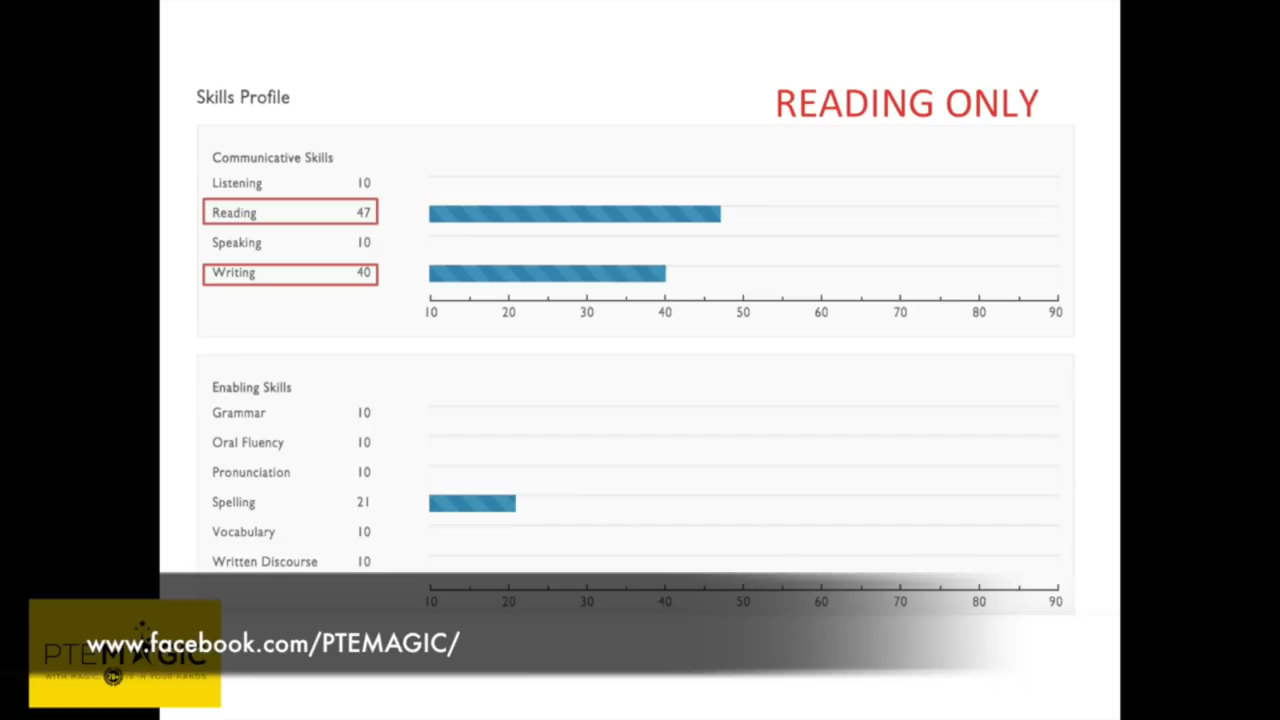 Skills Profile
READING ONLY
Communicative Skills
Listening 10
Reading 47
Speaking 10
Writing 40
10 20 30 40 50 60 70 80 90
Enabling Skills
Grammar 10
Oral Fluency 10
Pronunciation 10
Spelling 21
Vocabulary 10
Written Discourse 10
10 20 30 40 50 60 70 80 90
www.facebook.com/PTEMAGIC/
PTEMAGIC